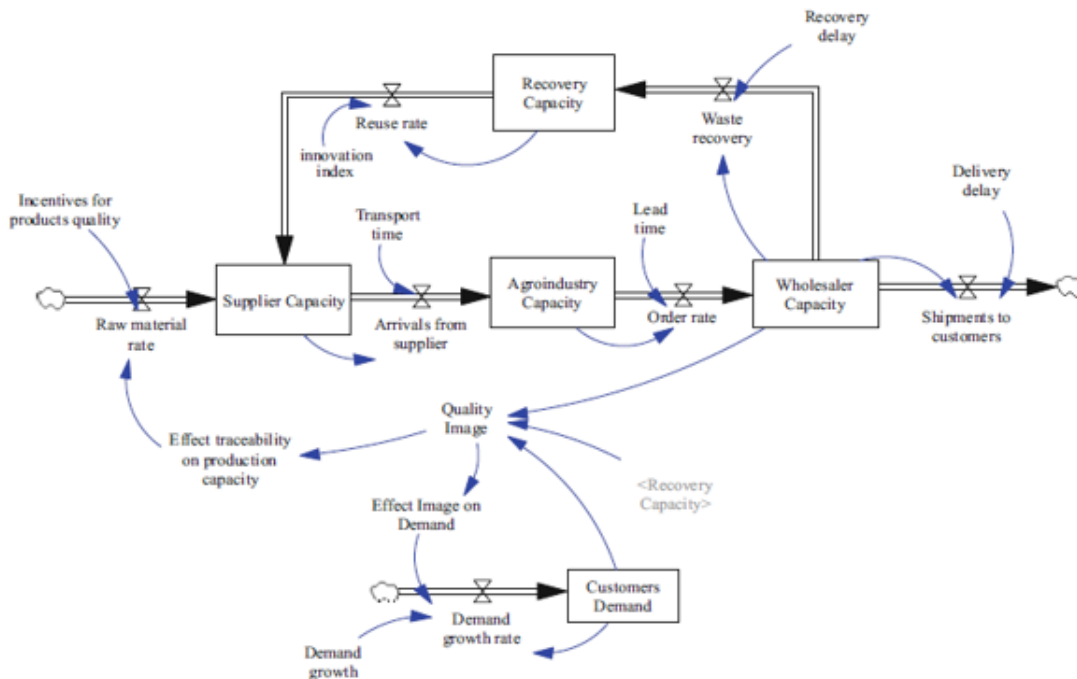 Recovery
delay
Recovery
Capacity
Reuse rate
Waste
recovery
innovation
index
Delivery
delay
Incentives for
products quality
Transport
time
Lead
time
Supplier Capacity
Agroindustry
Capacity
Wholesaler
Capacity
Raw material
rate
Arrivals from
supplier
Order rate
Shipments to
customers
Quality
Image
Effect traceability
on production
capacity
<Recovery
Capacity>
Effect Image on
Demand
Customers
Demand
Demand
growth rate
Demand
growth